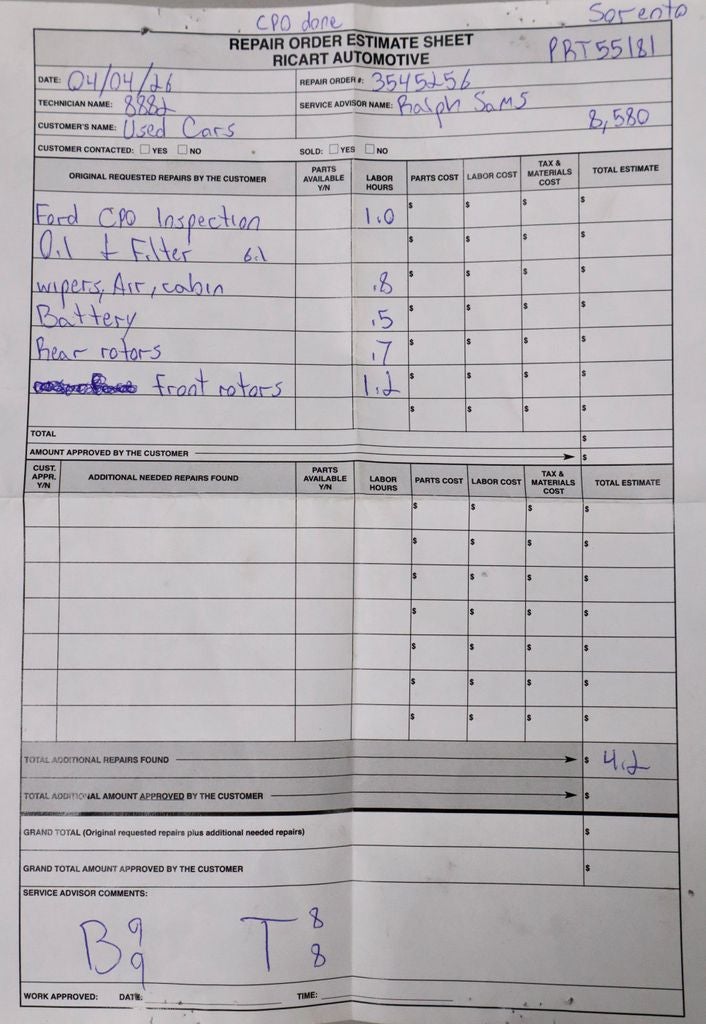 CPO done
Sorento
REPAIR ORDER ESTIMATE SHEET
RICART AUTOMOTIVE
PRT55181
DATE: 04/04/26 REPAIR ORDER #: 3545256
TECHNICIAN NAME: 8882 SERVICE ADVISOR NAME: Ralph Sams
CUSTOMER'S NAME: Used Cars 8,580
CUSTOMER CONTACTED: YES NO SOLD: YES NO
ORIGINAL REQUESTED REPAIRS BY THE CUSTOMER PARTS AVAILABLE Y/N LABOR HOURS PARTS COST LABOR COST TAX & MATERIALS COST TOTAL ESTIMATE
Ford CPO Inspection 1.0 $ $ $ $
Oil & Filter 6.1 $ $ $ $
wipers, Air, cabin .8 $ $ $ $
Battery .5 $ $ $ $
Rear rotors .7 $ $ $ $
front rotors 1.2 $ $ $ $
$ $ $ $
TOTAL $
AMOUNT APPROVED BY THE CUSTOMER $
CUST. APPR. Y/N ADDITIONAL NEEDED REPAIRS FOUND PARTS AVAILABLE Y/N LABOR HOURS PARTS COST LABOR COST TAX & MATERIALS COST TOTAL ESTIMATE
$ $ $ $
$ $ $ $
$ $ $ $
$ $ $ $
$ $ $ $
$ $ $ $
$ $ $ $
TOTAL ADDITIONAL REPAIRS FOUND $ 4.2
TOTAL ADDITIONAL AMOUNT APPROVED BY THE CUSTOMER $
GRAND TOTAL (Original requested repairs plus additional needed repairs) $
GRAND TOTAL AMOUNT APPROVED BY THE CUSTOMER $
SERVICE ADVISOR COMMENTS:
B 9 9 T 8 8
WORK APPROVED: DATE: TIME: